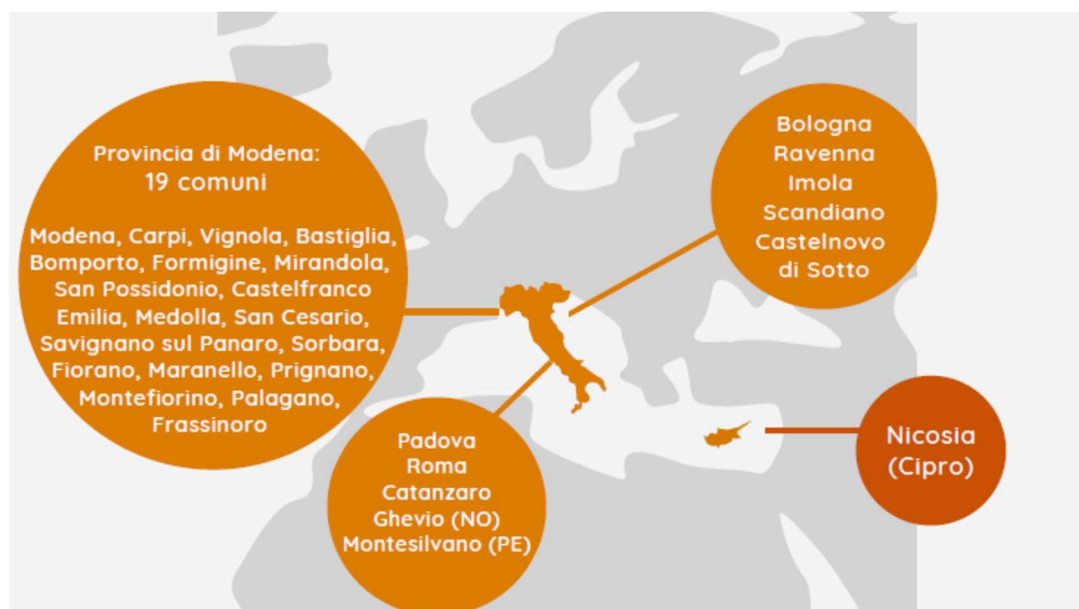 Provincia di Modena:
19 comuni
Modena, Carpi, Vignola, Bastiglia,
Bomporto, Formigine, Mirandola,
San Possidonio, Castelfranco
Emilia, Medolla, San Cesario,
Savignano sul Panaro, Sorbara,
Fiorano, Maranello, Prignano,
Montefiorino, Palagano,
Frassinoro
Bologna
Ravenna
Imola
Scandiano
Castelnovo
di Sotto
Padova
Roma
Catanzaro
Ghevio (NO)
Montesilvano (PE)
Nicosia
(Cipro)